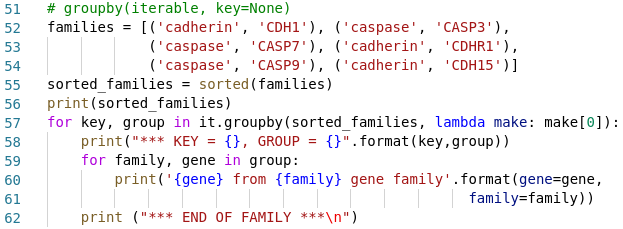 51 # groupby(iterable, key=None)
52 families = [('cadherin', 'CDH1'), ('caspase', 'CASP3'),
53             ('caspase', 'CASP7'), ('cadherin', 'CDHR1'),
54             ('caspase', 'CASP9'), ('cadherin', 'CDH15')]
55 sorted_families = sorted(families)
56 print(sorted_families)
57 for key, group in it.groupby(sorted_families, lambda make: make[0]):
58     print("*** KEY = {}, GROUP = {}".format(key,group))
59     for family, gene in group:
60         print('{gene} from {family} gene family'.format(gene=gene,
61                                                   family=family))
62     print ("*** END OF FAMILY ***\n")